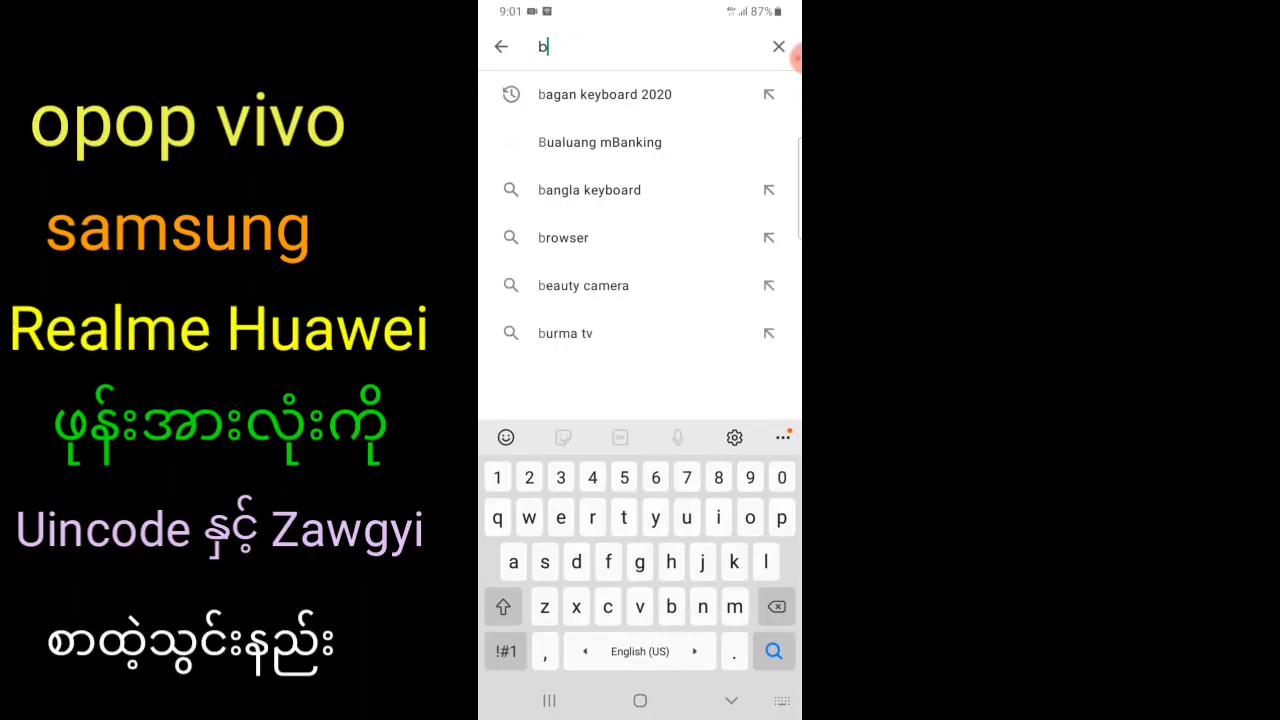 opop vivo
samsung
Realme Huawei
ဖုန်းအားလုံးကို
Uincode နှင့် Zawgyi
စာထဲ့သွင်းနည်း
9:01
87%
b
bagan keyboard 2020
Bualuang mBanking
bangla keyboard
browser
beauty camera
burma tv
GIF
1 2 3 4 5 6 7 8 9 0
q w e r t y u i o p
a s d f g h j k l
z x c v b n m
!#1 , English (US) .